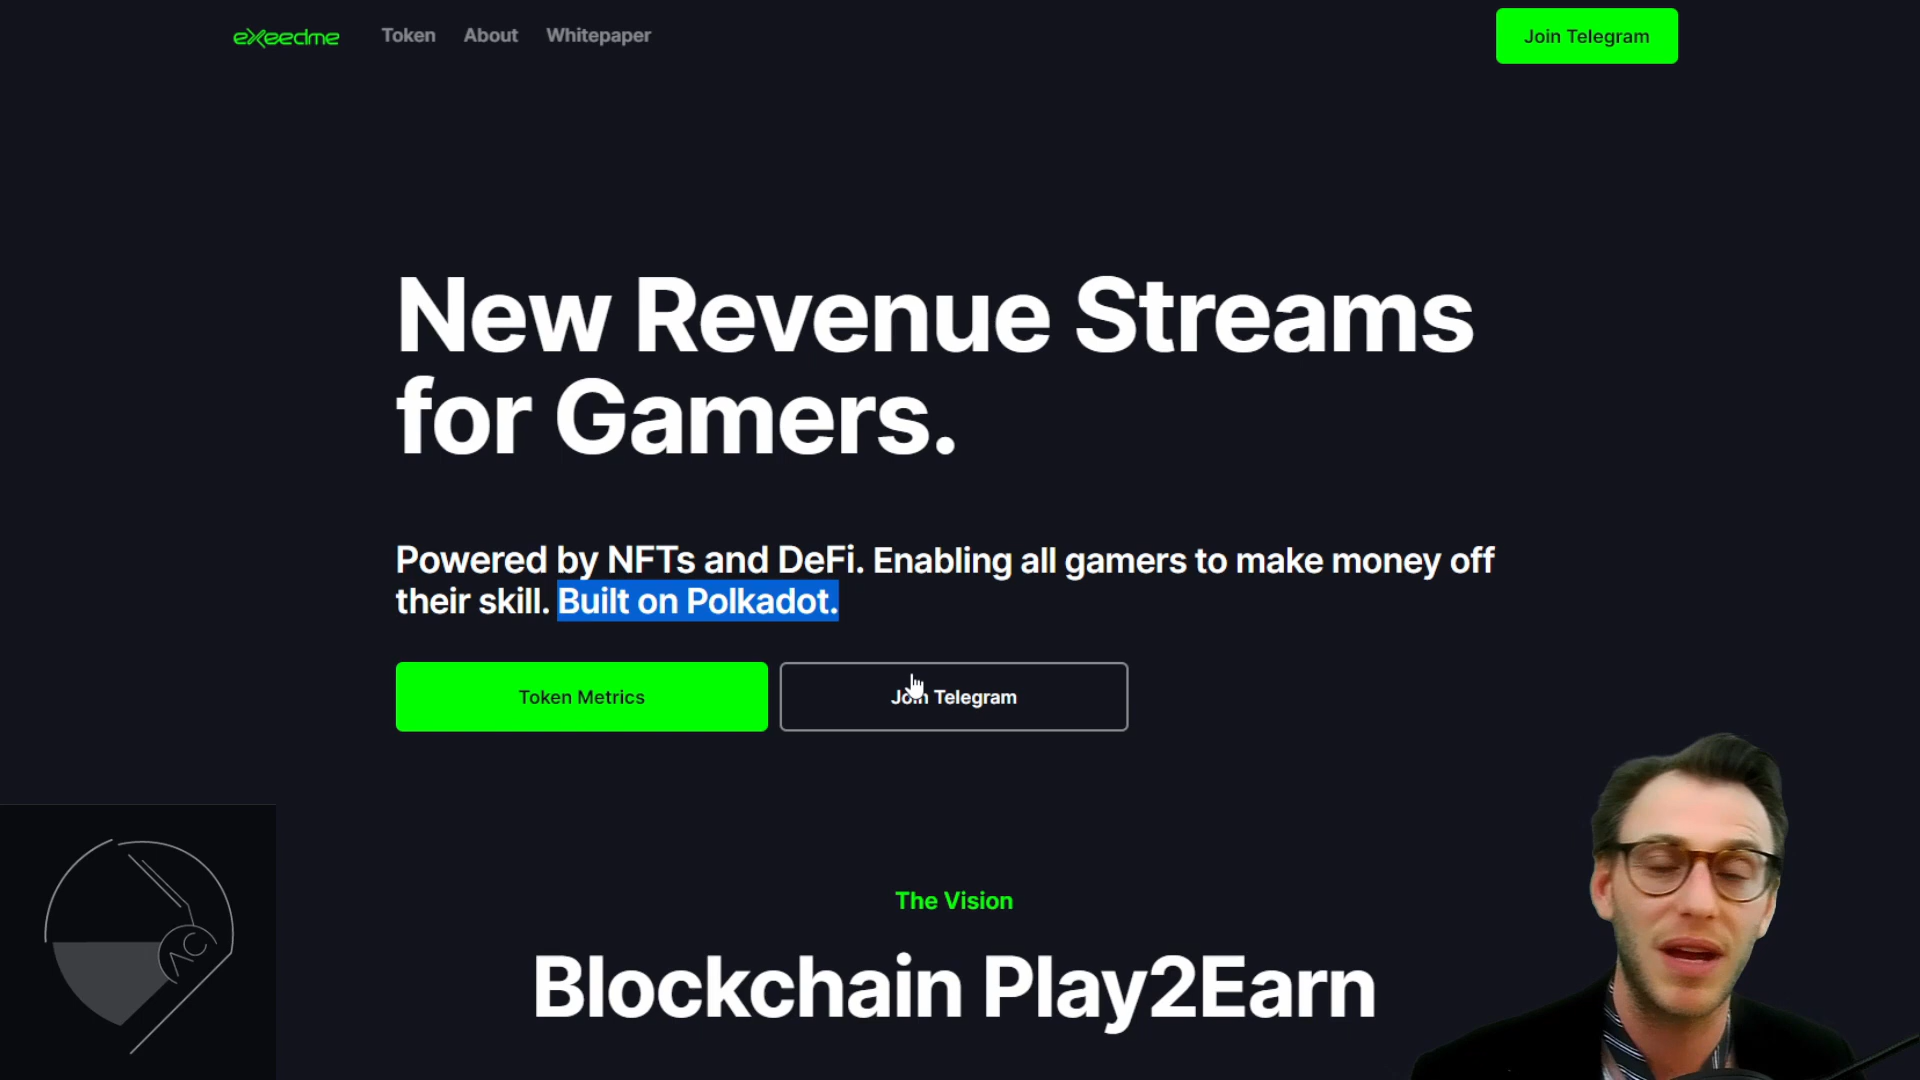 eXeedme
Token
About
Whitepaper
Join Telegram
New Revenue Streams
for Gamers.
Powered by NFTs and DeFi. Enabling all gamers to make money off
their skill. Built on Polkadot.
Token Metrics
Join Telegram
The Vision
Blockchain Play2Earn